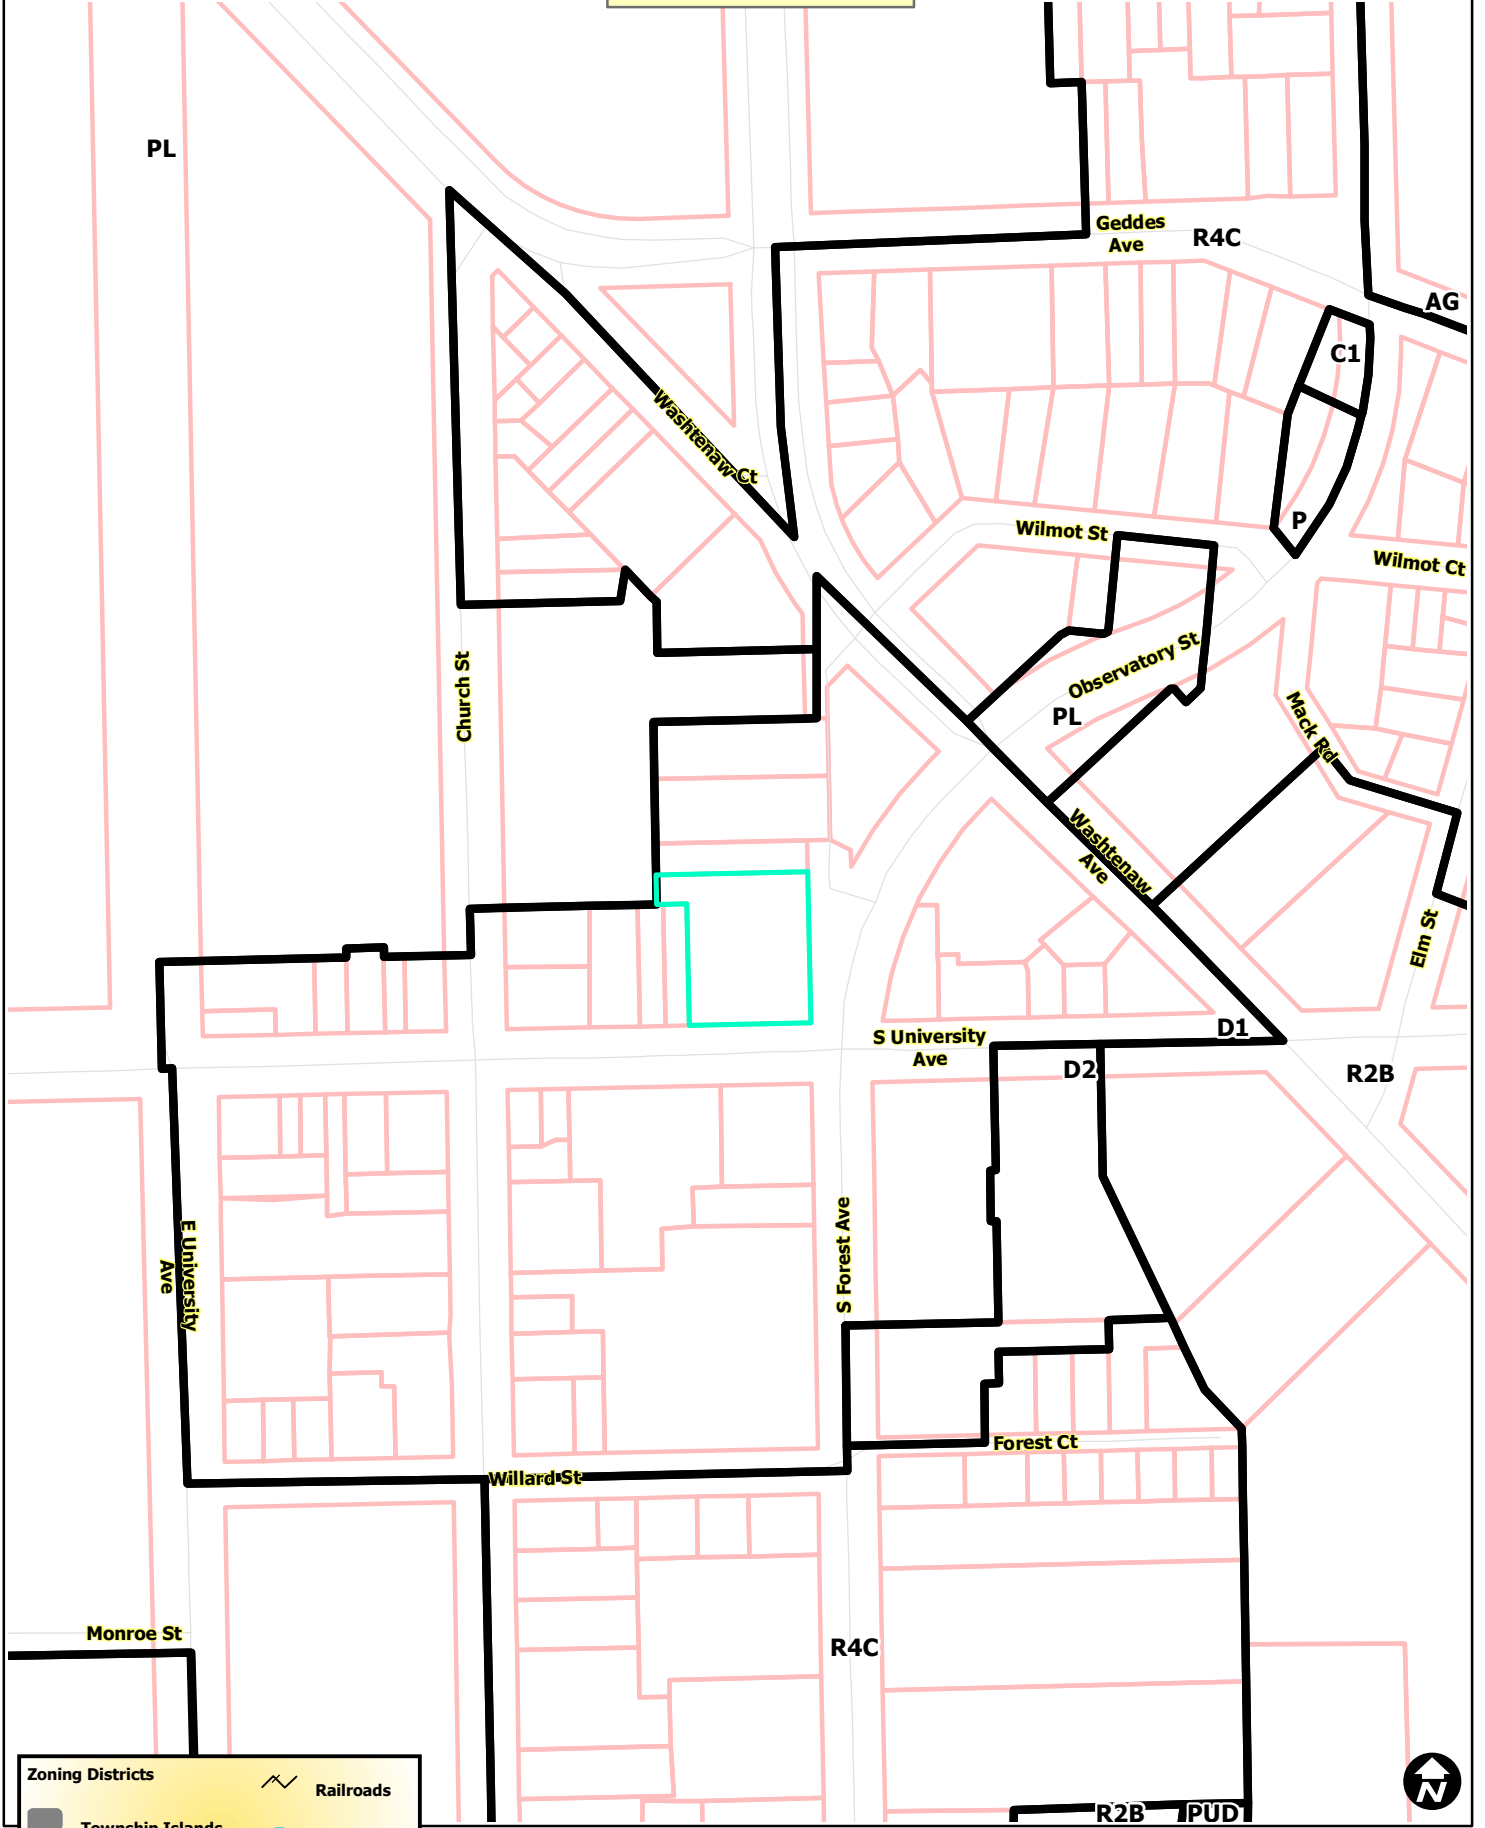 PL
Geddes
Ave
R4C
AG
C1
Washtenaw Ct
P
Wilmot St
Wilmot Ct
Church St
Observatory St
PL
Mack Rd
Washtenaw
Ave
Elm St
S University
Ave
D1
D2
R2B
E University
Ave
S Forest Ave
Forest Ct
Willard St
Monroe St
R4C
Zoning Districts
Railroads
Township Islands
R2B
PUD
N